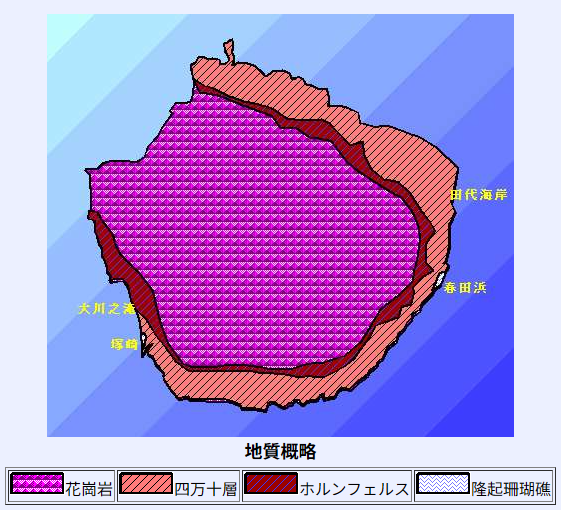 田代海岸
春田浜
大川之滝
塚崎
地質概略
花崗岩
四万十層
ホルンフェルス
隆起珊瑚礁